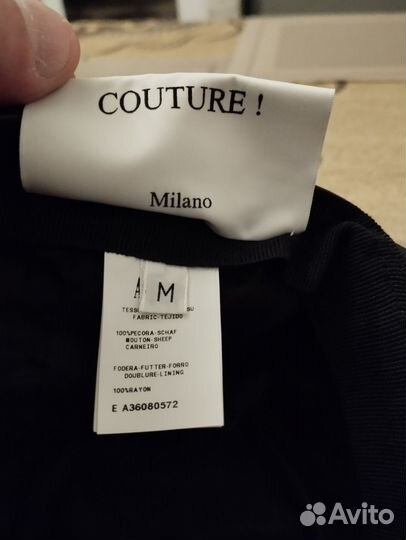 COUTURE !
Milano
M
FABRIC-TEJIDO
100%PECORA-SCHAF
MOUTON-SHEEP
CARNEIRO
FODERA-FUTTER-FORRO
DOUBLURE-LINING
100%RAYON
E A36080572
Avito